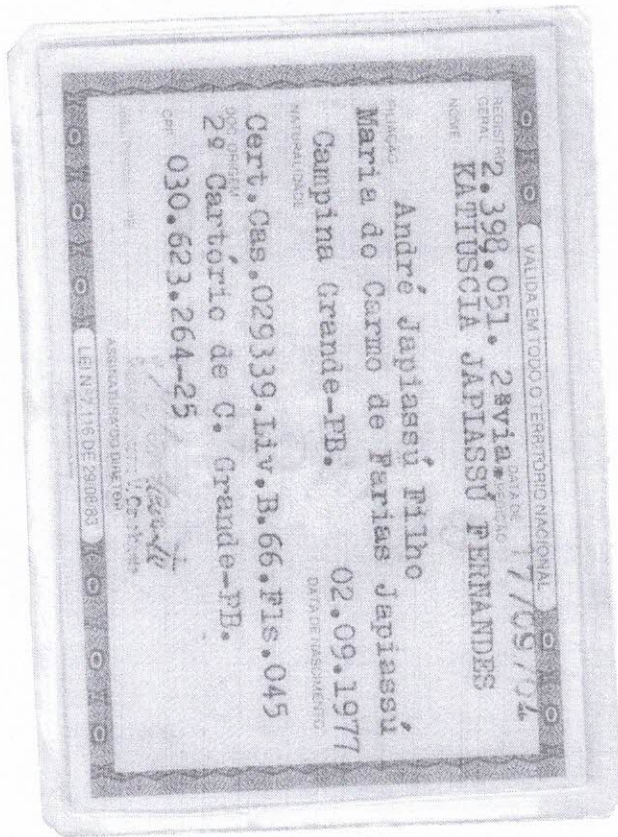 VÁLIDA EM TODO O TERRITÓRIO NACIONAL
REGISTRO GERAL 2.398.051. 2ªvia. DATA DE EXPEDIÇÃO 17/09/02
NOME KATIUSCIA JAPIASSÚ FERNANDES
FILIAÇÃO André Japiassú Filho
Maria do Carmo de Farias Japiassú
NATURALIDADE Campina Grande-PB. DATA DE NASCIMENTO 02.09.1977
DOC ORIGEM Cert.Cas.029339.Liv.B.66.Fls.045
2º Cartório de C. Grande-PB.
CPF 030.623.264-25
ASSINATURA DO DIRETOR
LEI Nº 7.116 DE 29/08/83